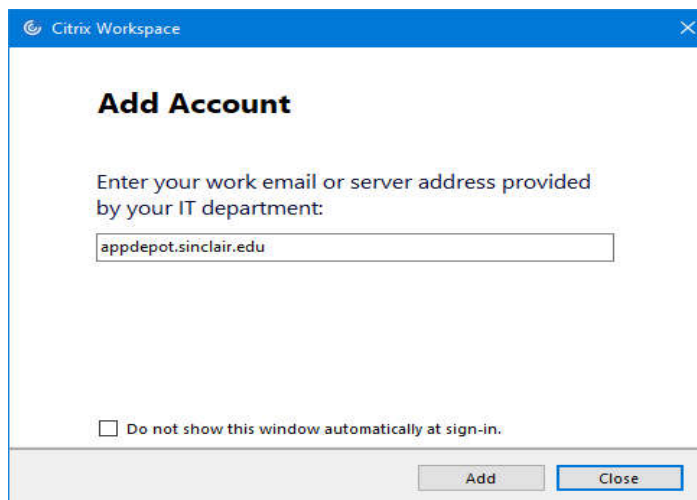 Citrix Workspace
Add Account
Enter your work email or server address provided
by your IT department:
appdepot.sinclair.edu
Do not show this window automatically at sign-in.
Add Close